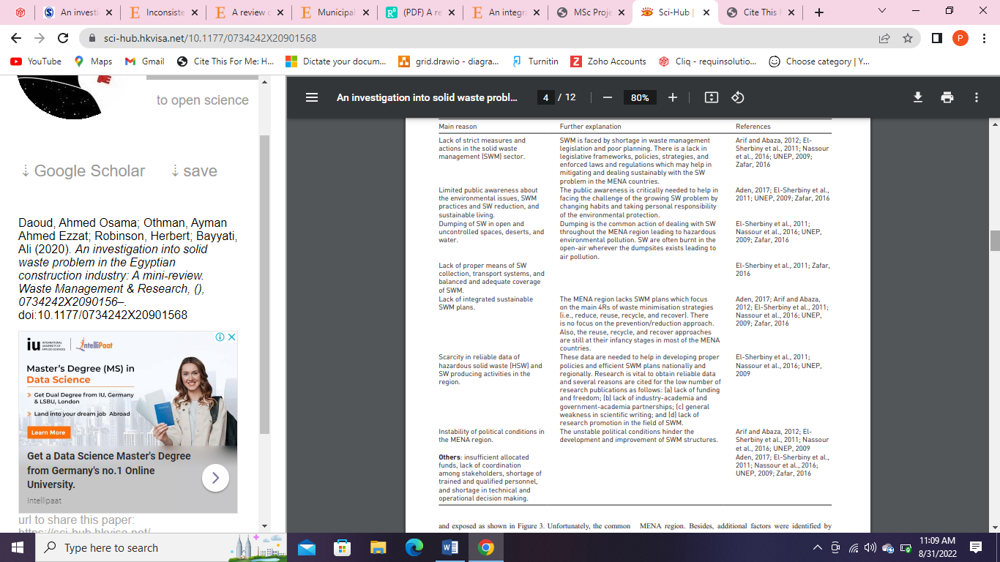 An investi
Inconsiste
A review c
Municipal
(PDF) A re
An integra
MSc Proje
Sci-Hub |
Cite This F
sci-hub.hkvisa.net/10.1177/0734242X20901568
P
YouTube
Maps
Gmail
Cite This For Me: H...
Dictate your docum...
grid.drawio - diagra...
Turnitin
Zoho Accounts
Cliq - requinsolutio...
Choose category | Y...
to open science
⇣ Google Scholar
⇣ save
Daoud, Ahmed Osama; Othman, Ayman
Ahmed Ezzat; Robinson, Herbert; Bayyati,
Ali (2020). An investigation into solid
waste problem in the Egyptian
construction industry: A mini-review.
Waste Management & Research, (),
0734242X2090156–.
doi:10.1177/0734242X20901568
iu INTERNATIONAL UNIVERSITY OF APPLIED SCIENCES
IntelliPaat
Master's Degree (MS) in
Data Science
Get Dual Degree from IU, Germany
& LSBU, London
Land into your dream job Abroad
Learn More
Get a Data Science Master's Degree
from Germany's no.1 Online
University.
Intellipaat
url to share this paper:
https://sci-hub.hkvisa.net/
An investigation into solid waste probl...
4 / 12
80%
Main reason
Further explanation
References
Lack of strict measures and
actions in the solid waste
management (SWM) sector.
SWM is faced by shortage in waste management
legislation and poor planning. There is a lack in
legislative frameworks, policies, strategies, and
enforced laws and regulations which may help in
mitigating and dealing sustainably with the SW
problem in the MENA countries.
Arif and Abaza, 2012; El-
Sherbiny et al., 2011; Nassour
et al., 2016; UNEP, 2009;
Zafar, 2016
Limited public awareness about
the environmental issues, SWM
practices and SW reduction, and
sustainable living.
The public awareness is critically needed to help in
facing the challenge of the growing SW problem by
changing habits and taking personal responsibility
of the environmental protection.
Aden, 2017; El-Sherbiny et al.,
2011; UNEP, 2009; Zafar, 2016
Dumping of SW in open and
uncontrolled spaces, deserts, and
water.
Dumping is the common action of dealing with SW
throughout the MENA region leading to hazardous
environmental pollution. SW are often burnt in the
open-air wherever the dumpsites exists leading to
air pollution.
El-Sherbiny et al., 2011;
Nassour et al., 2016; UNEP,
2009; Zafar, 2016
Lack of proper means of SW
collection, transport systems, and
balanced and adequate coverage
of SWM.
El-Sherbiny et al., 2011; Zafar,
2016
Lack of integrated sustainable
SWM plans.
The MENA region lacks SWM plans which focus
on the main 4Rs of waste minimisation strategies
(i.e., reduce, reuse, recycle, and recover). There
is no focus on the prevention/reduction approach.
Also, the reuse, recycle, and recover approaches
are still at their infancy stages in most of the MENA
countries.
Aden, 2017; Arif and Abaza,
2012; El-Sherbiny et al., 2011;
Nassour et al., 2016; UNEP,
2009; Zafar, 2016
Scarcity in reliable data of
hazardous solid waste (HSW) and
SW producing activities in the
region.
These data are needed to help in developing proper
policies and efficient SWM plans nationally and
regionally. Research is vital to obtain reliable data
and several reasons are cited for the low number of
research publications as follows: (a) lack of funding
and freedom; (b) lack of industry-academia and
government-academia partnerships; (c) general
weakness in scientific writing; and (d) lack of
research promotion in the field of SWM.
El-Sherbiny et al., 2011;
Nassour et al., 2016; UNEP,
2009
Instability of political conditions in
the MENA region.
The unstable political conditions hinder the
development and improvement of SWM structures.
Arif and Abaza, 2012; El-
Sherbiny et al., 2011; Nassour
et al., 2016; UNEP, 2009
Others: insufficient allocated
funds, lack of coordination
among stakeholders, shortage of
trained and qualified personnel,
and shortage in technical and
operational decision making.
Aden, 2017; El-Sherbiny et al.,
2011; Nassour et al., 2016;
UNEP, 2009; Zafar, 2016
and exposed as shown in Figure 3. Unfortunately, the common
MENA region. Besides, additional factors were identified by
Type here to search
11:09 AM
8/31/2022